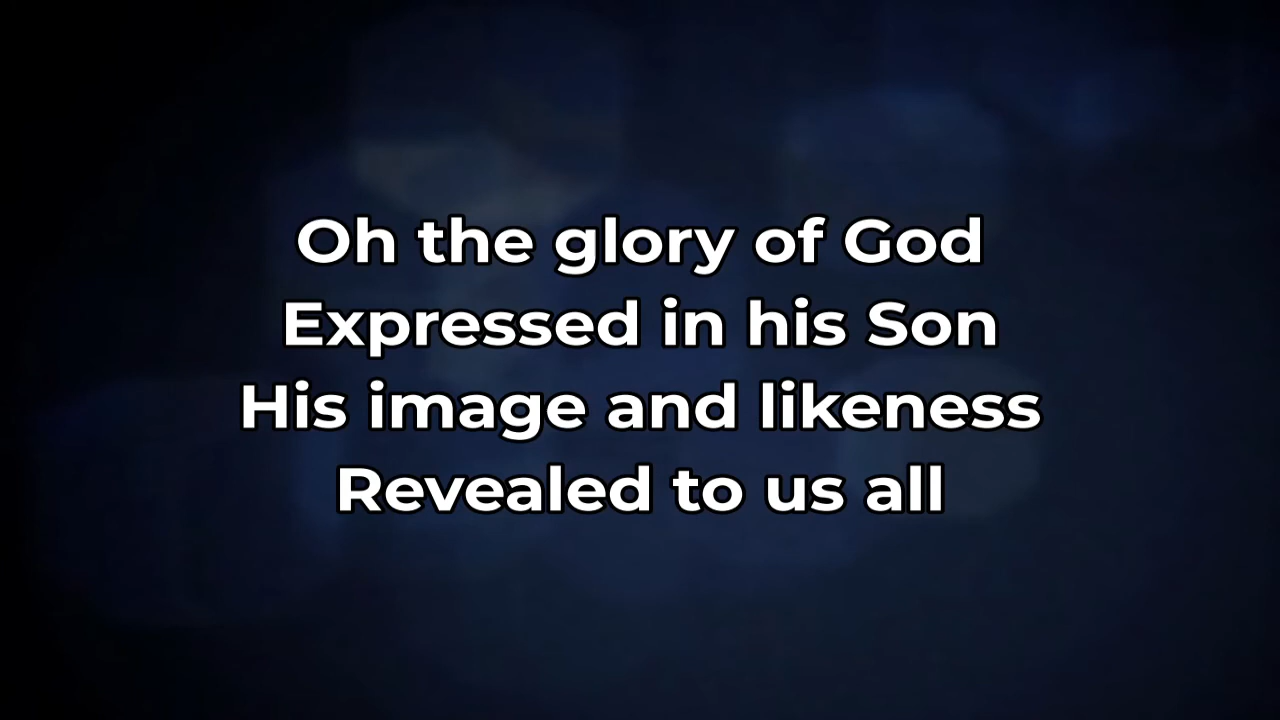 Oh the glory of God
Expressed in his Son
His image and likeness
Revealed to us all